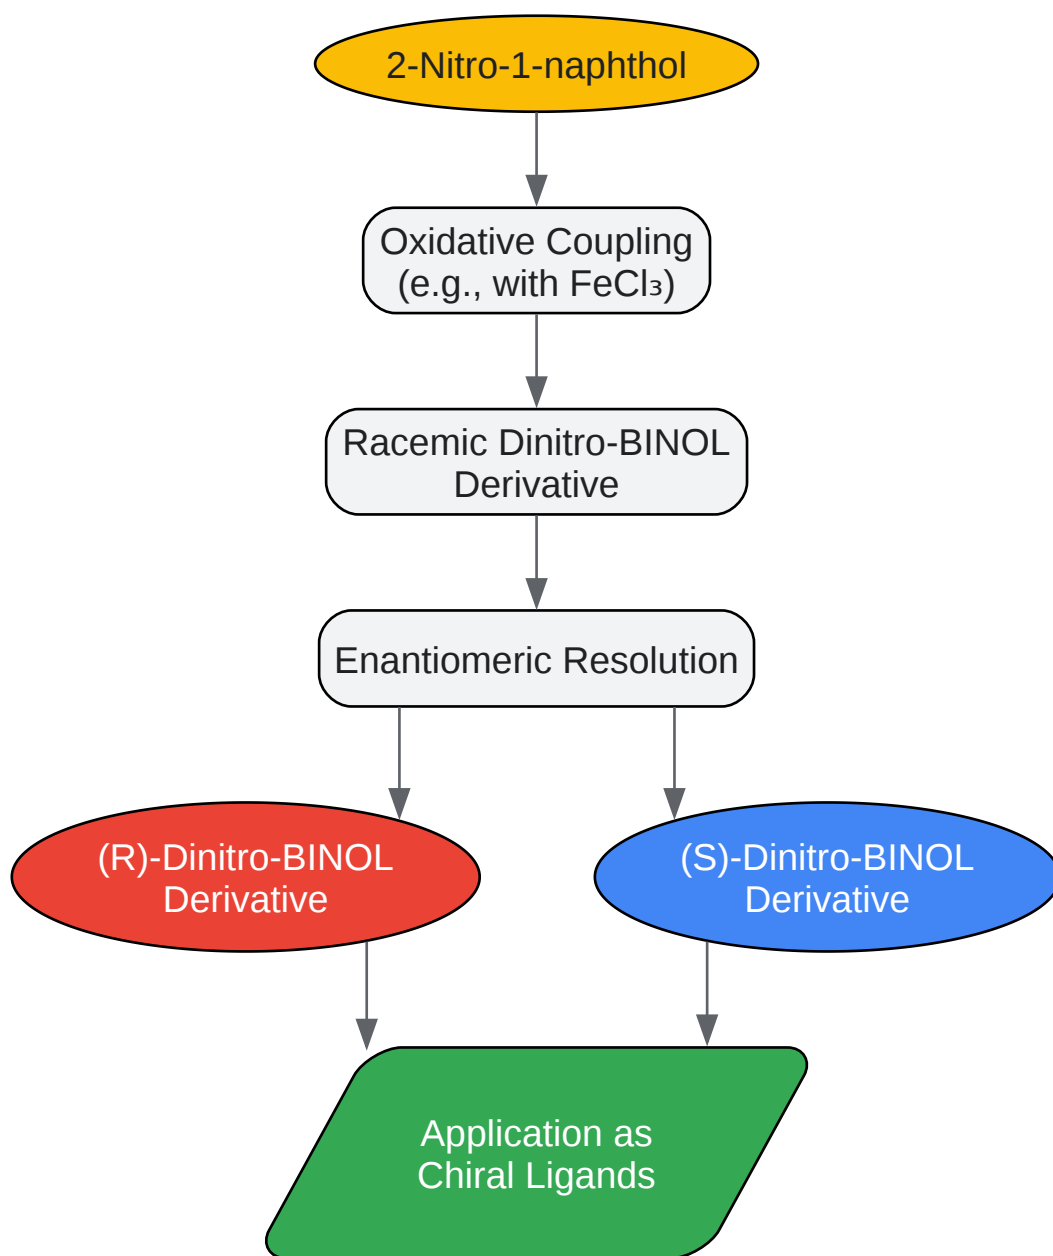 2-Nitro-1-naphthol
Oxidative Coupling
(e.g., with FeCl₃)
Racemic Dinitro-BINOL
Derivative
Enantiomeric Resolution
(R)-Dinitro-BINOL
Derivative
(S)-Dinitro-BINOL
Derivative
Application as
Chiral Ligands